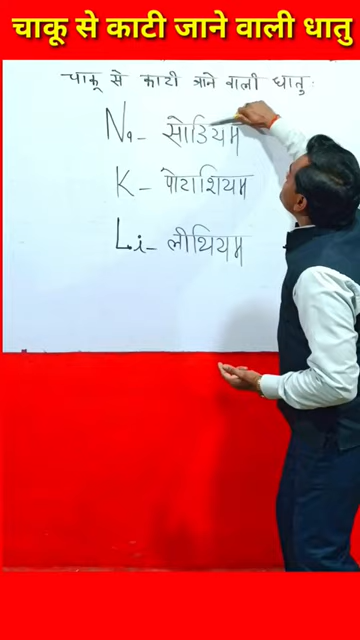 चाकू से काटी जाने वाली धातु
चाकू से काटी जाने वाली धातु:
Na - सोडियम
K - पोटाशियम
Li - लीथियम